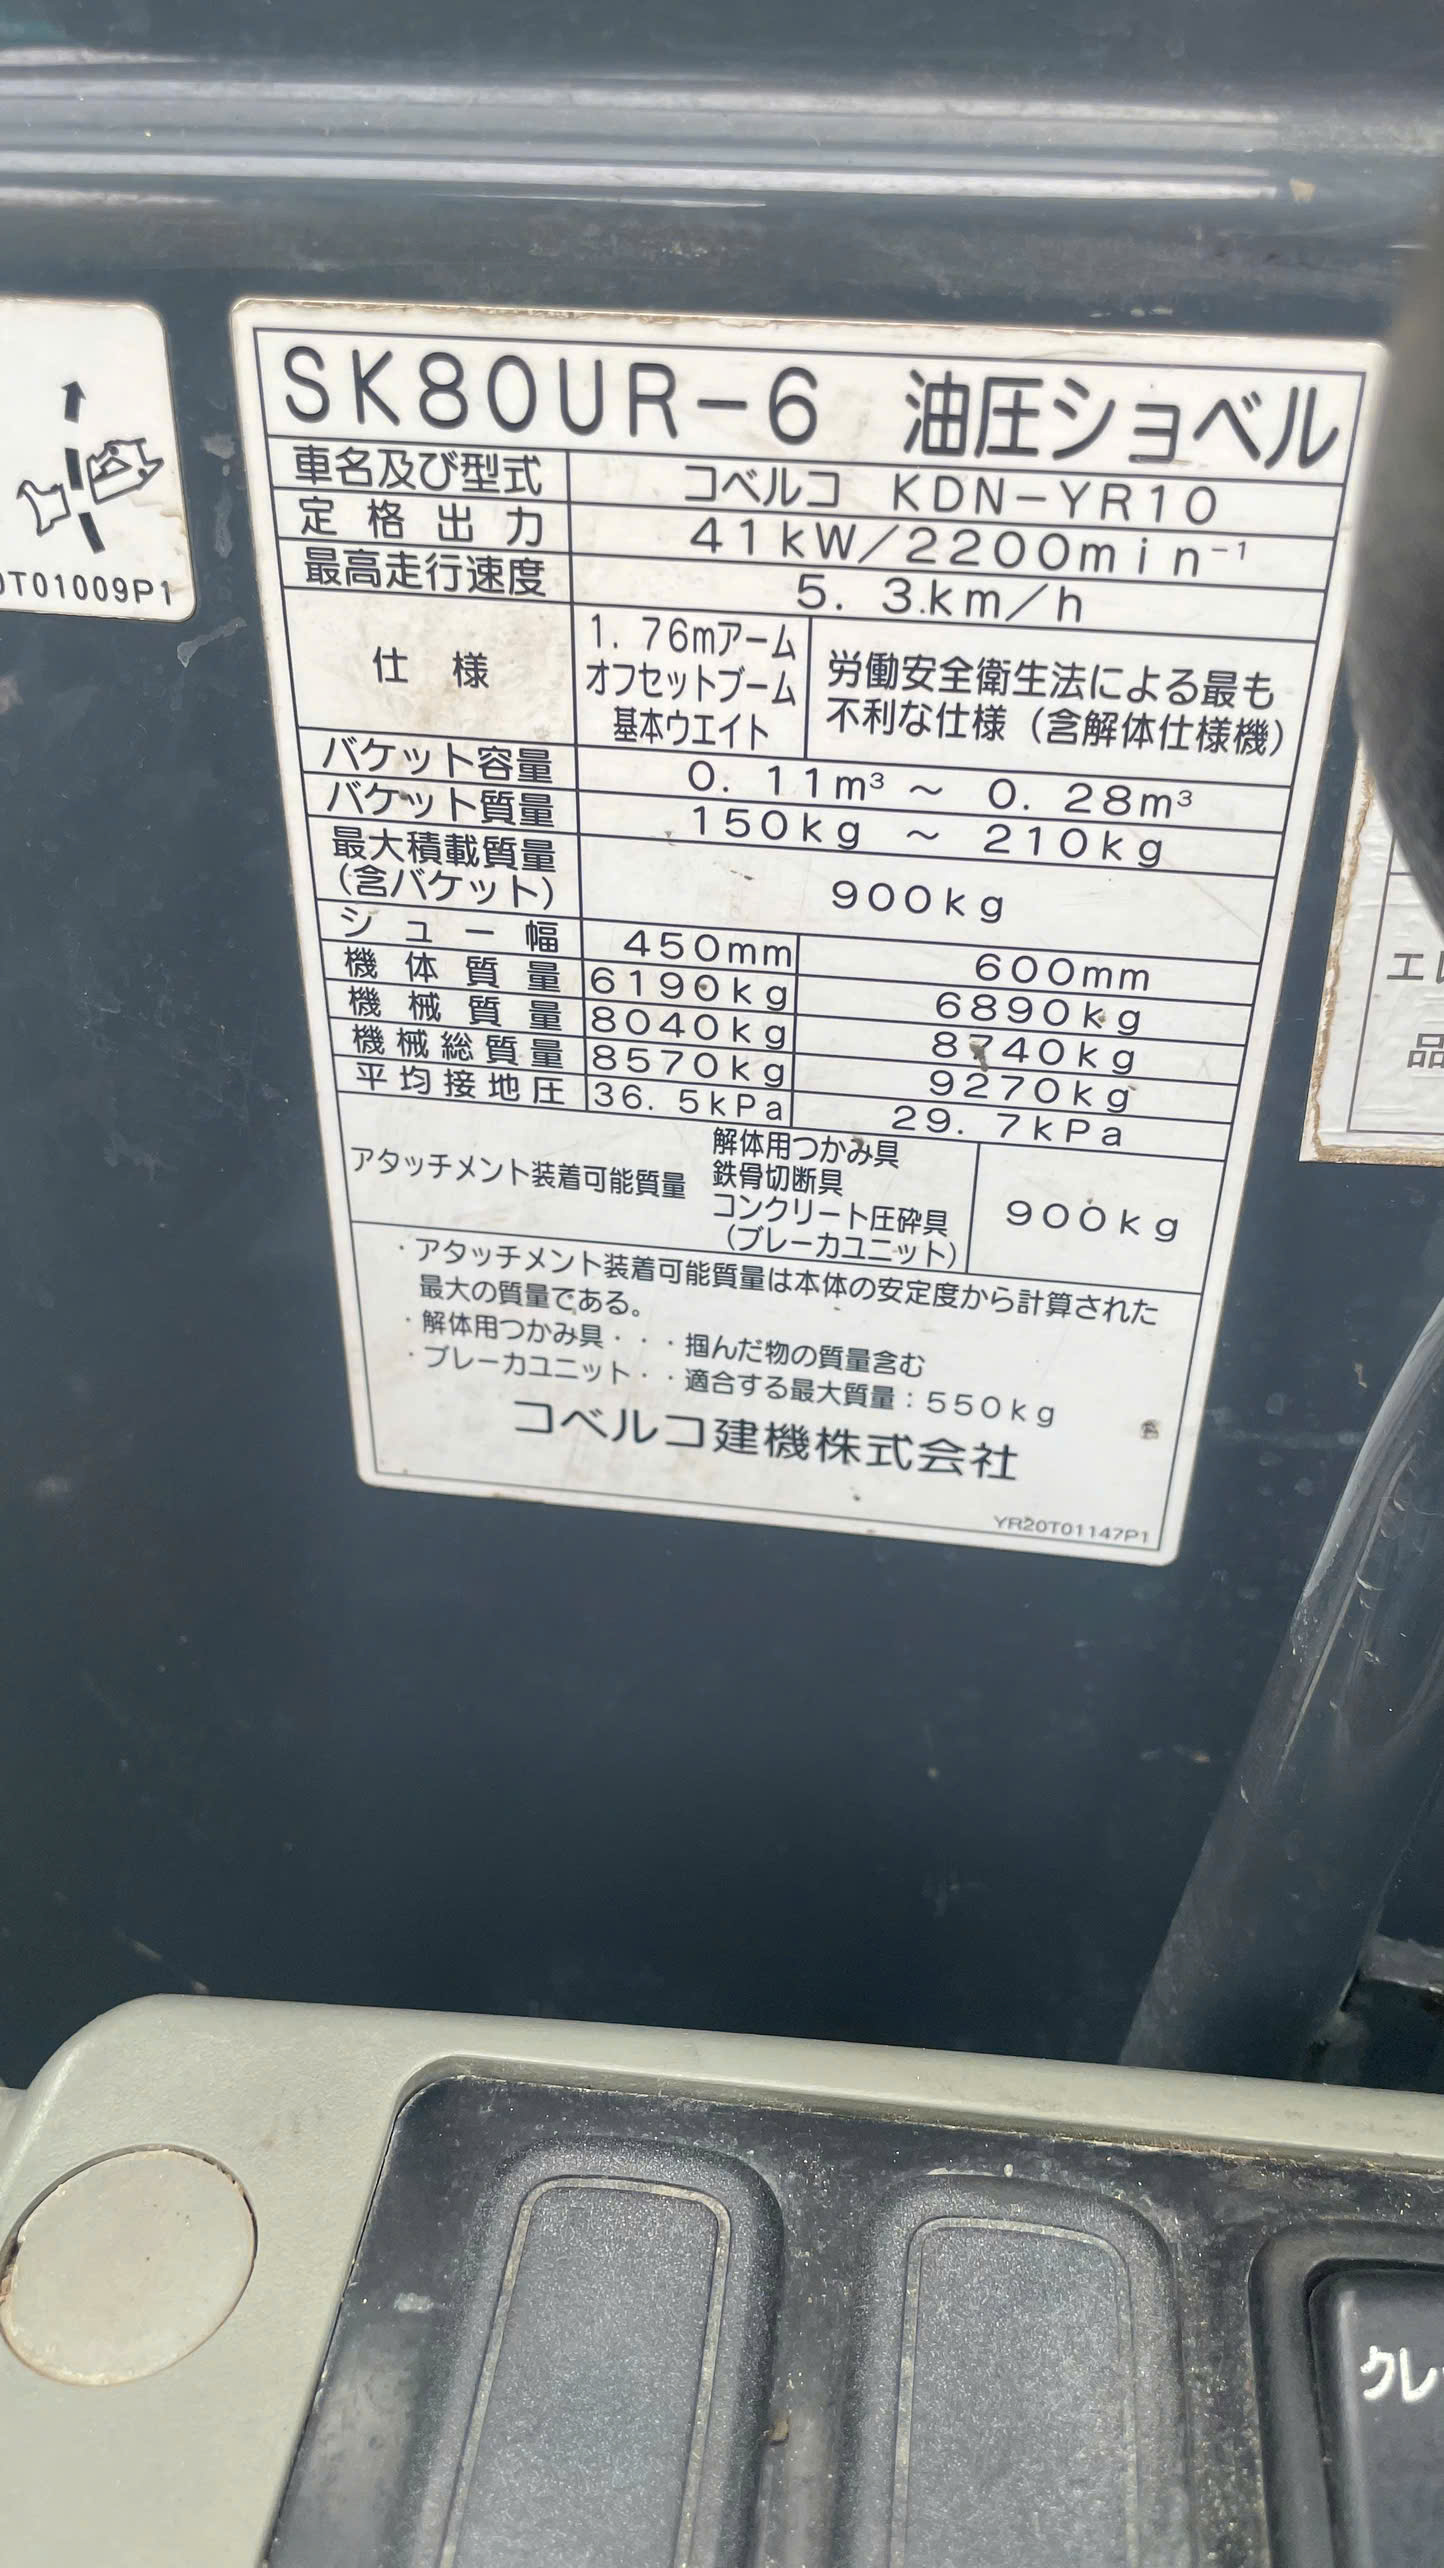 SK80UR-6 油圧ショベル
車名及び型式 コベルコ KDN-YR10
定格出力 41kW/2200min⁻¹
最高走行速度 5.3km/h
仕様
1.76mアーム
オフセットブーム
基本ウエイト
労働安全衛生法による最も
不利な仕様(含解体仕様機)
バケット容量 0.11m³ ~ 0.28m³
バケット質量 150kg ~ 210kg
最大積載質量
(含バケット)
900kg
シュー幅 450mm 600mm
機体質量 6190kg 6890kg
機械質量 8040kg 8740kg
機械総質量 8570kg 9270kg
平均接地圧 36.5kPa 29.7kPa
アタッチメント装着可能質量
解体用つかみ具
鉄骨切断具
コンクリート圧砕具
(ブレーカユニット)
900kg
・アタッチメント装着可能質量は本体の安定度から計算された
最大の質量である。
・解体用つかみ具・・・掴んだ物の質量含む
・ブレーカユニット・・適合する最大質量:550kg
コベルコ建機株式会社
YR20T01147P1
0T01009P1
エレ
品
クレ